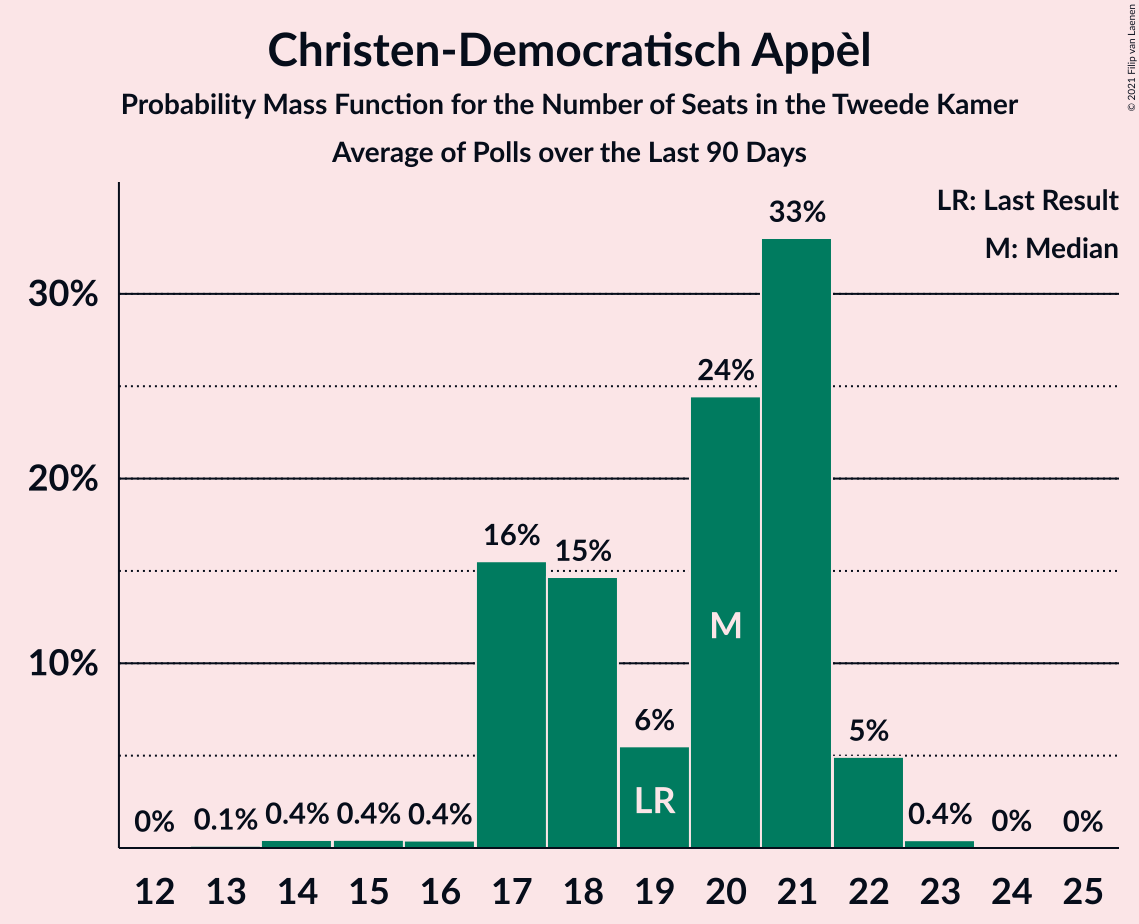 Christen-Democratisch Appèl
Probability Mass Function for the Number of Seats in the Tweede Kamer
Average of Polls over the Last 90 Days
© 2021 Filip van Laenen
LR: Last Result
M: Median
33%
30%
24%
20%
16%
15%
M
10%
6%
5%
LR
0%
0.1%
0.4%
0.4%
0.4%
0.4%
0%
0%
12 13 14 15 16 17 18 19 20 21 22 23 24 25